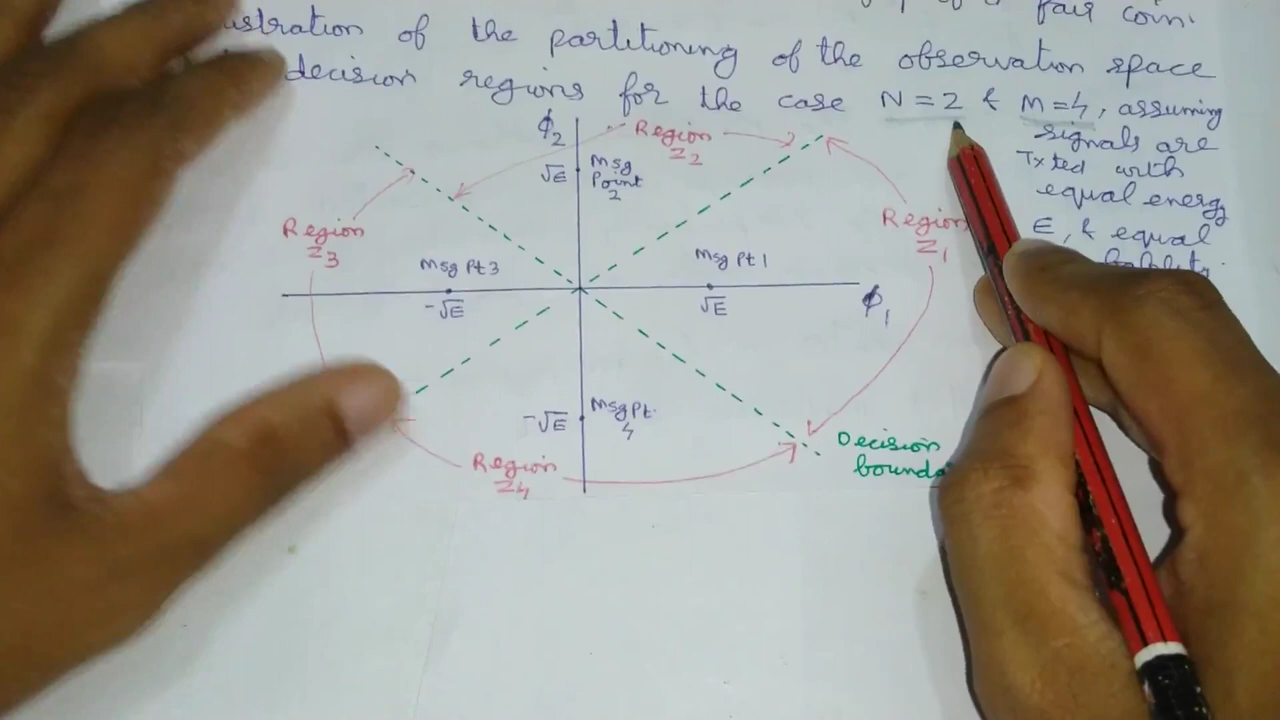 fair coin.
ustration of the partitioning of the observation space
decision regions for the case N = 2 & M = 4, assuming
signals are
Txted with
equal energy
E, & equal
ϕ2
Region
Z2
√E
Msg
Point
2
Region
Z3
Region
Z1
Msg Pt 3
-√E
Msg Pt 1
√E
ϕ1
-√E
Msg Pt.
4
Region
Z4
Decision
bounda